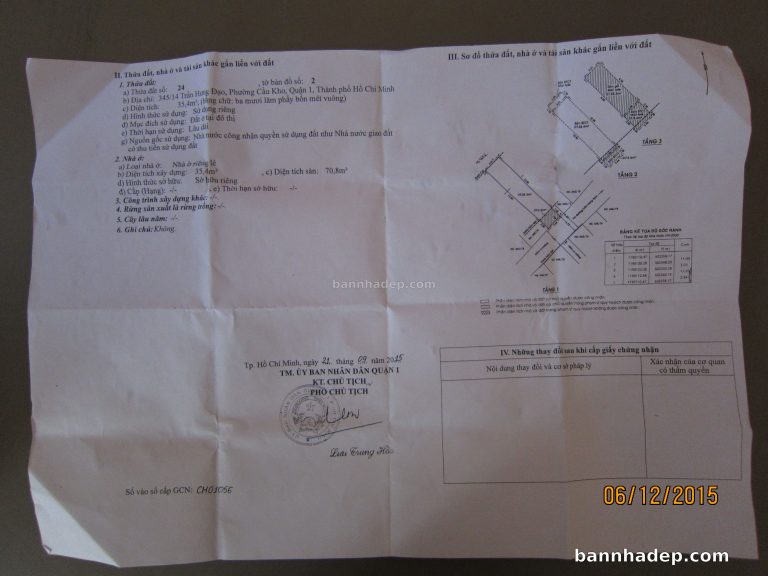 II. Thửa đất, nhà ở và tài sản khác gắn liền với đất
1. Thửa đất:
a) Thửa đất số: 24 , tờ bản đồ số: 2
b) Địa chỉ: 345/14 Trần Hưng Đạo, Phường Cầu Kho, Quận 1, Thành phố Hồ Chí Minh
c) Diện tích: 35,4m², (bằng chữ: ba mươi lăm phẩy bốn mét vuông)
d) Hình thức sử dụng: Sử dụng riêng
đ) Mục đích sử dụng: Đất ở tại đô thị
e) Thời hạn sử dụng: Lâu dài
g) Nguồn gốc sử dụng: Nhà nước công nhận quyền sử dụng đất như Nhà nước giao đất
có thu tiền sử dụng đất
2. Nhà ở:
a) Loại nhà ở: Nhà ở riêng lẻ
b) Diện tích xây dựng: 35,4m² , c) Diện tích sàn: 70,8m²
d) Hình thức sở hữu: Sở hữu riêng
đ) Cấp (Hạng): -/- , e) Thời hạn sở hữu: -/-
3. Công trình xây dựng khác: -/-
4. Rừng sản xuất là rừng trồng: -/-
5. Cây lâu năm: -/-
6. Ghi chú: Không.
Tp. Hồ Chí Minh, ngày 22 tháng 09 năm 2015
TM. ỦY BAN NHÂN DÂN QUẬN 1
KT. CHỦ TỊCH
PHÓ CHỦ TỊCH
Lưu Trung Hòa
Số vào sổ cấp GCN: CH01056
III. Sơ đồ thửa đất, nhà ở và tài sản khác gắn liền với đất
TẦNG 3
TẦNG 2
TẦNG 1
BẢNG KÊ TỌA ĐỘ GÓC RANH
IV. Những thay đổi sau khi cấp giấy chứng nhận
Nội dung thay đổi và cơ sở pháp lý
Xác nhận của cơ quan
có thẩm quyền
bannhadep.com
06/12/2015
bannhadep.com